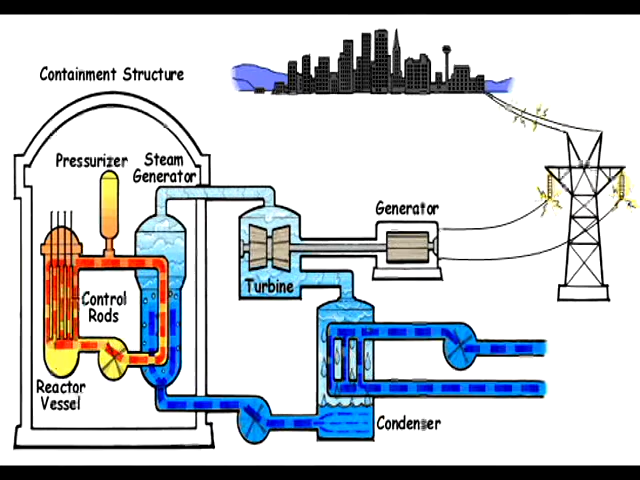 Containment Structure
Pressurizer
Steam
Generator
Generator
Turbine
Control
Rods
Reactor
Vessel
Condenser